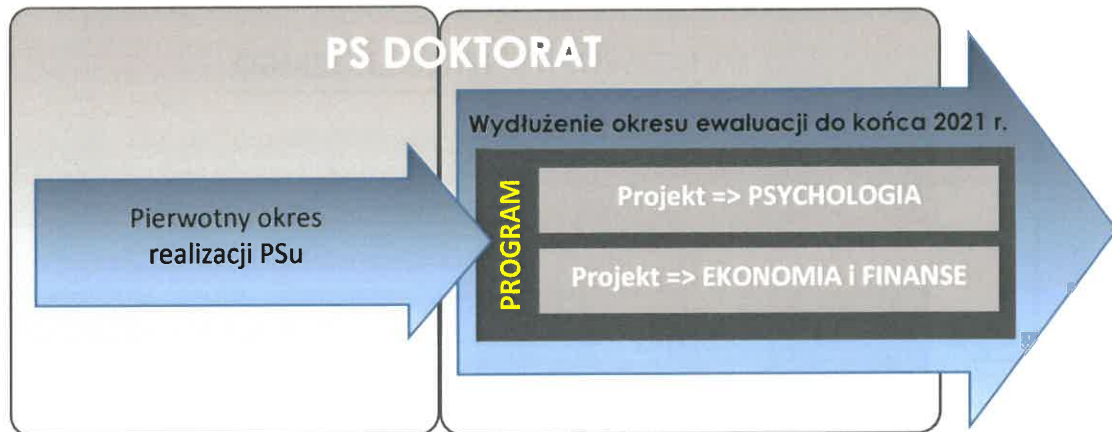 PS DOKTORAT
Wydłużenie okresu ewaluacji do końca 2021 r.
Pierwotny okres
realizacji PSu
PROGRAM
Projekt => PSYCHOLOGIA
Projekt => EKONOMIA i FINANSE